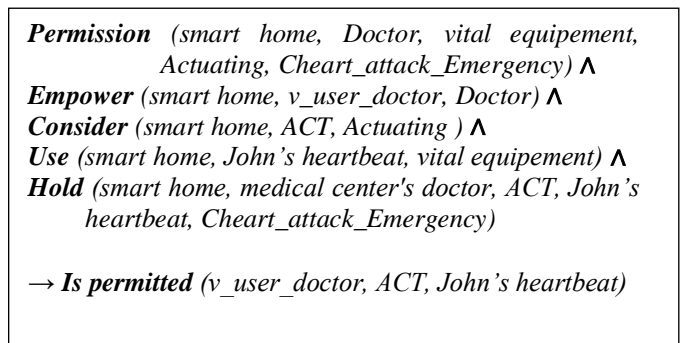 Permission (smart home, Doctor, vital equipement,
Actuating, Cheart_attack_Emergency) ∧
Empower (smart home, v_user_doctor, Doctor) ∧
Consider (smart home, ACT, Actuating ) ∧
Use (smart home, John’s heartbeat, vital equipement) ∧
Hold (smart home, medical center's doctor, ACT, John’s
heartbeat, Cheart_attack_Emergency)
→ Is permitted (v_user_doctor, ACT, John’s heartbeat)